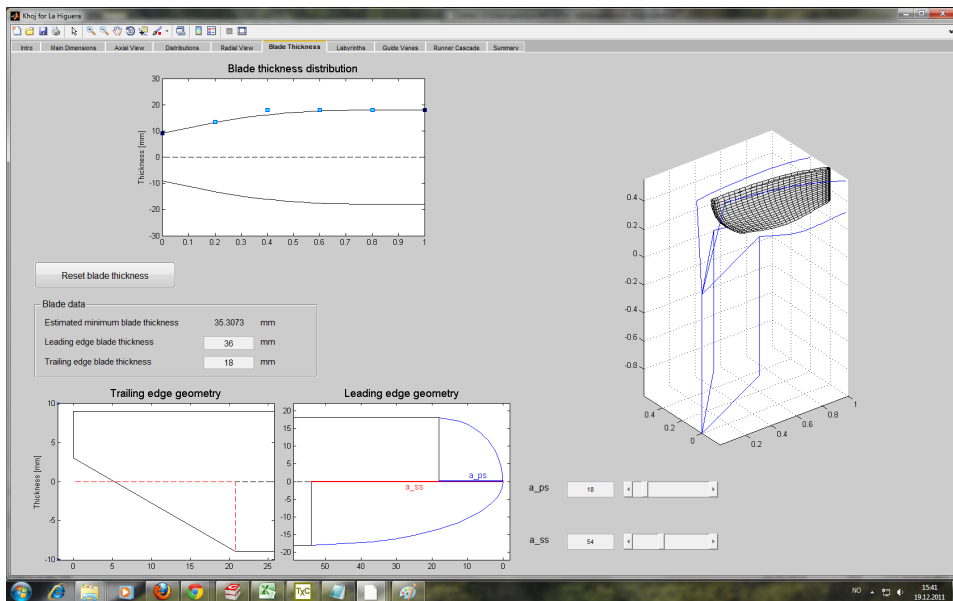 Khoj for La Higuera
Intro Main Dimensions Axial View Distributions Radial View Blade Thickness Labyrinths Guide Vanes Runner Cascade Summary
Blade thickness distribution
30
20
10
0
-10
-20
-30
Thickness [mm]
0 0.1 0.2 0.3 0.4 0.5 0.6 0.7 0.8 0.9 1
Reset blade thickness
Blade data
Estimated minimum blade thickness 35.3073 mm
Leading edge blade thickness 36 mm
Trailing edge blade thickness 18 mm
Trailing edge geometry
10
5
0
-5
-10
Thickness [mm]
0 5 10 15 20 25
Leading edge geometry
20
15
10
5
0
-5
-10
-15
-20
a_ps
a_ss
50 40 30 20 10 0
0.4
0.2
0
-0.2
-0.4
-0.6
-0.8
0.4
0.2
0
0.2
0.4
0.6
0.8
1
a_ps 18
a_ss 54
TXC
NO 15:41
19.12.2011